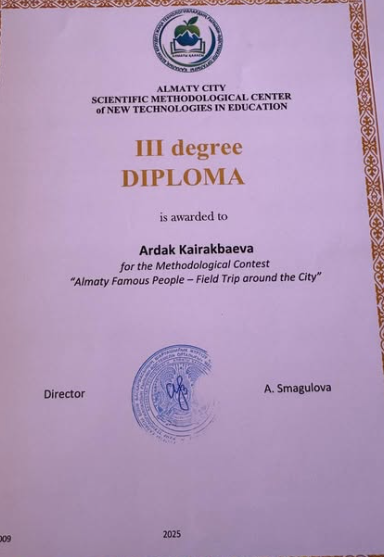 ALMATY CITY
SCIENTIFIC METHODOLOGICAL CENTER
of NEW TECHNOLOGIES IN EDUCATION
III degree
DIPLOMA
is awarded to
Ardak Kairakbaeva
for the Methodological Contest
“Almaty Famous People – Field Trip around the City”
Director
A. Smagulova
009
2025